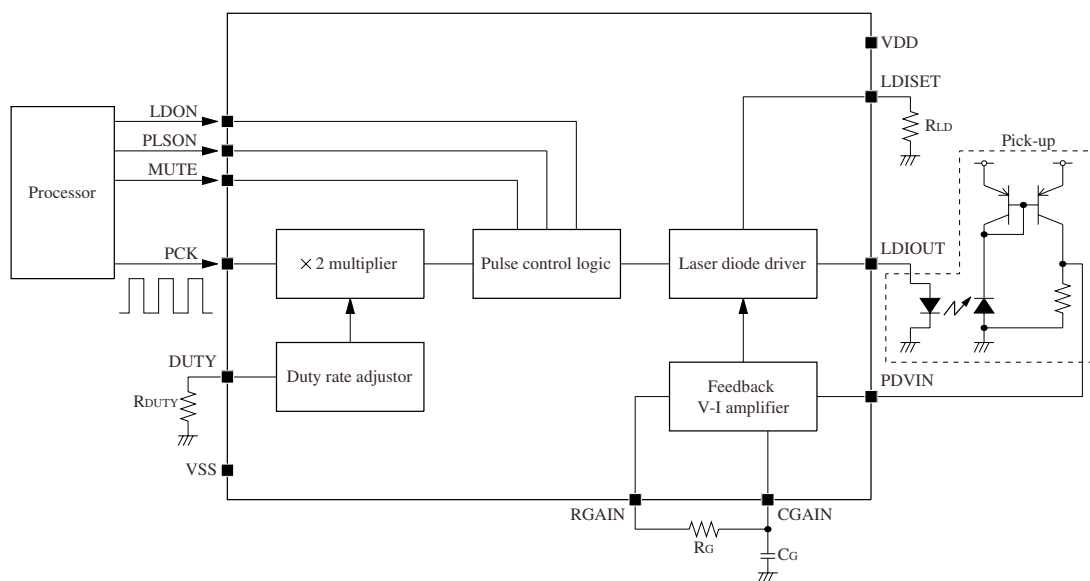 VDD
LDISET
RLD
LDON
PLSON
MUTE
Pick-up
Processor
PCK
× 2 multiplier
Pulse control logic
Laser diode driver
LDIOUT
DUTY
RDUTY
Duty rate adjustor
Feedback
V-I amplifier
PDVIN
VSS
RGAIN
CGAIN
RG
CG